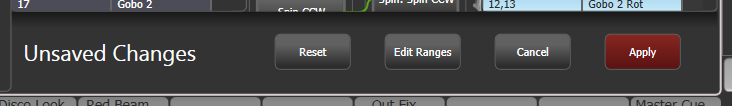 17 Gobo 2 Spin CCW Spin: Spin CCW 12,13 Gobo 2 Rot
Unsaved Changes Reset Edit Ranges Cancel Apply
Disco Look Red Beam Out Fix Master Cue